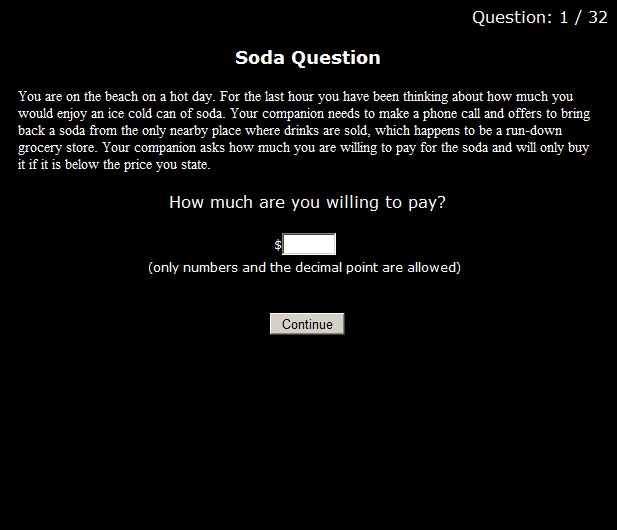 Question: 1 / 32
Soda Question
You are on the beach on a hot day. For the last hour you have been thinking about how much you
would enjoy an ice cold can of soda. Your companion needs to make a phone call and offers to bring
back a soda from the only nearby place where drinks are sold, which happens to be a run-down
grocery store. Your companion asks how much you are willing to pay for the soda and will only buy
it if it is below the price you state.
How much are you willing to pay?
$
(only numbers and the decimal point are allowed)
Continue